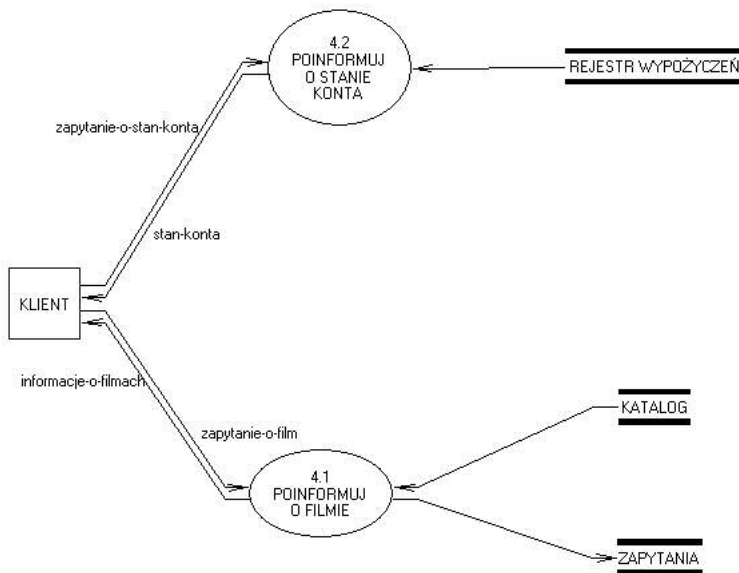 4.2
POINFORMUJ
O STANIE
KONTA
REJESTR WYPOŻYCZEŃ
zapytanie-o-stan-konta
stan-konta
KLIENT
informacje-o-filmach
zapytanie-o-film
KATALOG
4.1
POINFORMUJ
O FILMIE
ZAPYTANIA